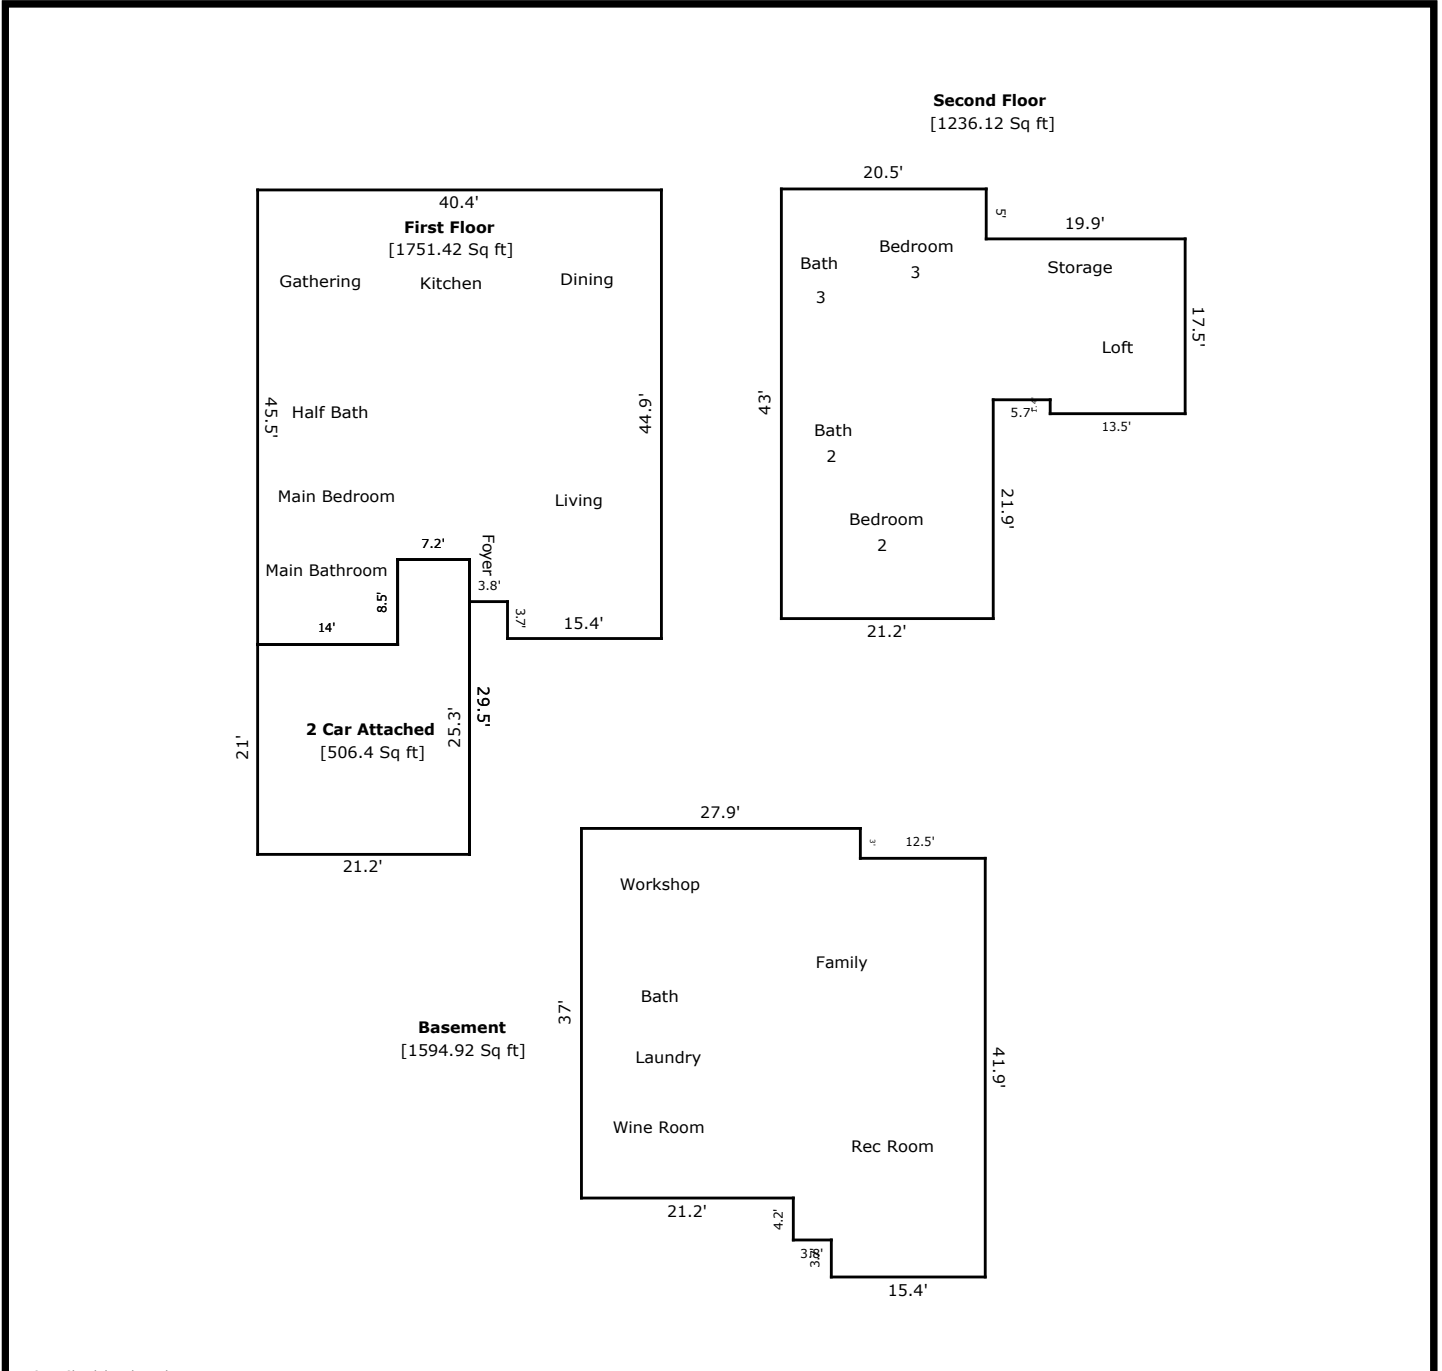 Second Floor
[1236.12 Sq ft]
20.5'
5'
19.9'
Bedroom
3
Bath
3
Storage
17.5'
Loft
43'
5.7'
13.5'
Bath
2
21.9'
Bedroom
2
21.2'
40.4'
First Floor
[1751.42 Sq ft]
Gathering
Kitchen
Dining
45.5'
Half Bath
44.9'
Main Bedroom
Living
7.2'
Foyer
Main Bathroom
8.5'
3.8'
3.7'
14'
15.4'
29.5'
25.3'
2 Car Attached
[506.4 Sq ft]
21'
21.2'
27.9'
3'
12.5'
Workshop
Family
Bath
37'
Basement
[1594.92 Sq ft]
Laundry
41.9'
Wine Room
Rec Room
21.2'
4.2'
3.8'
15.4'